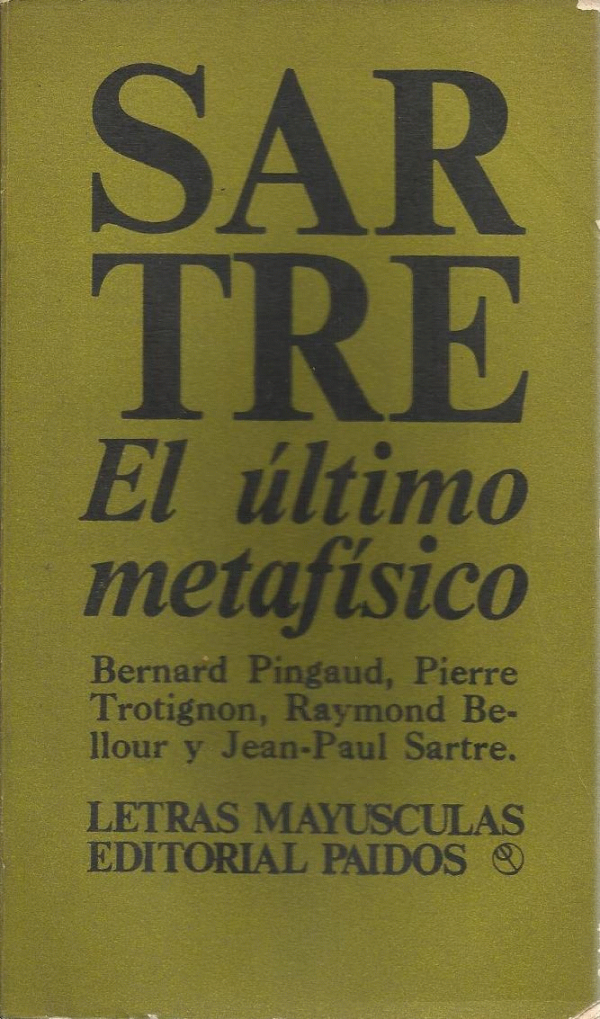 SAR
TRE
El último
metafísico
Bernard Pingaud, Pierre
Trotignon, Raymond Be-
llour y Jean-Paul Sartre.
LETRAS MAYUSCULAS
EDITORIAL PAIDOS